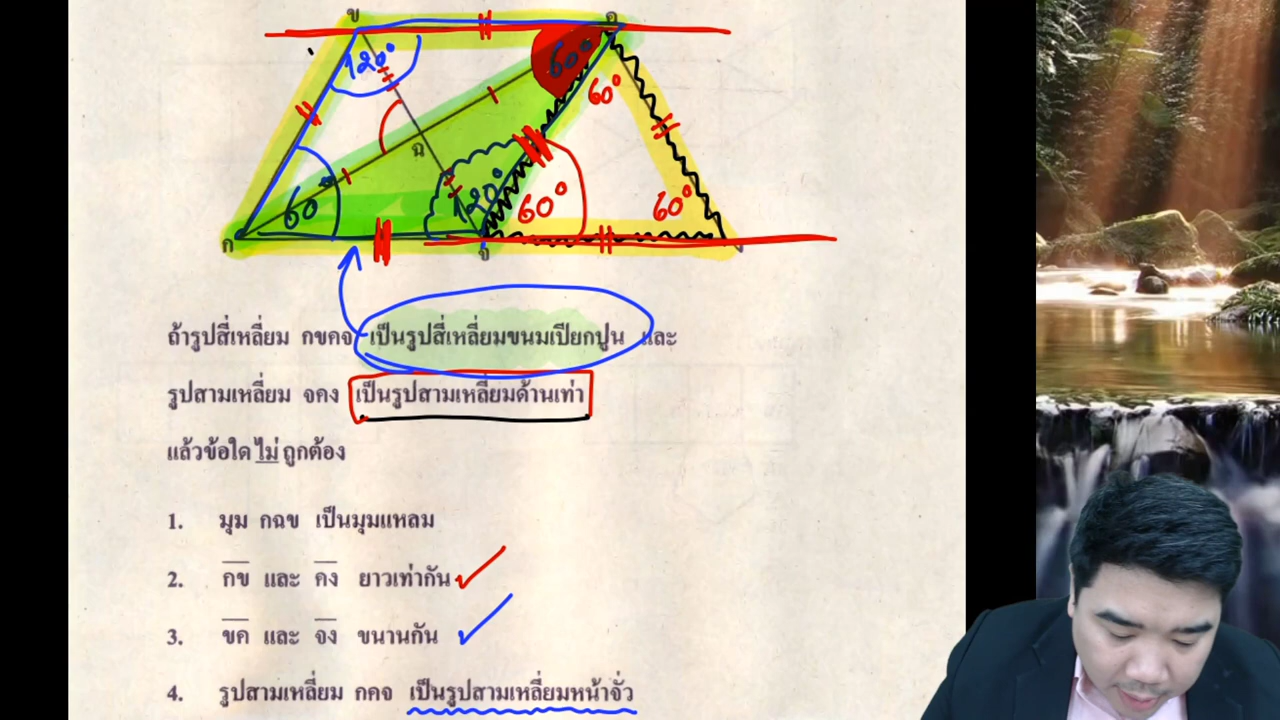 ข
120°
60°
60°
ฉ
60°
120°
60°
60°
ก
จ
ถ้ารูปสี่เหลี่ยม กขคจ เป็นรูปสี่เหลี่ยมขนมเปียกปูน และ
รูปสามเหลี่ยม จคง เป็นรูปสามเหลี่ยมด้านเท่า
แล้วข้อใดไม่ถูกต้อง
1. มุม กฉข เป็นมุมแหลม
2. กข และ คง ยาวเท่ากัน
3. ขค และ จง ขนานกัน
4. รูปสามเหลี่ยม กคจ เป็นรูปสามเหลี่ยมหน้าจั่ว